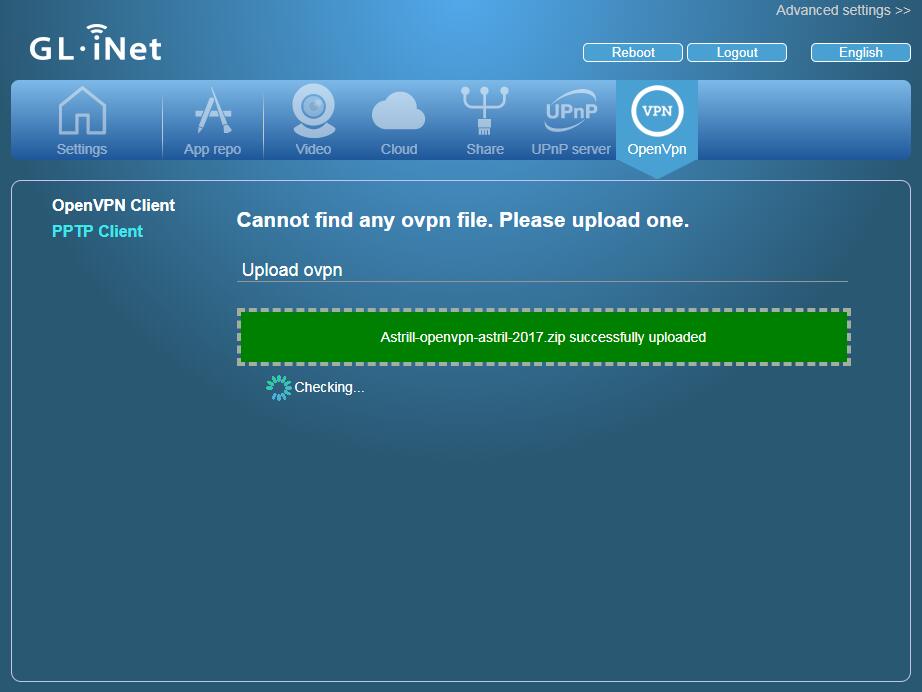 Advanced settings >>
GL·iNet
Reboot
Logout
English
Settings
App repo
Video
Cloud
Share
UPnP
UPnP server
VPN
OpenVpn
OpenVPN Client
PPTP Client
Cannot find any ovpn file. Please upload one.
Upload ovpn
Astrill-openvpn-astril-2017.zip successfully uploaded
Checking...